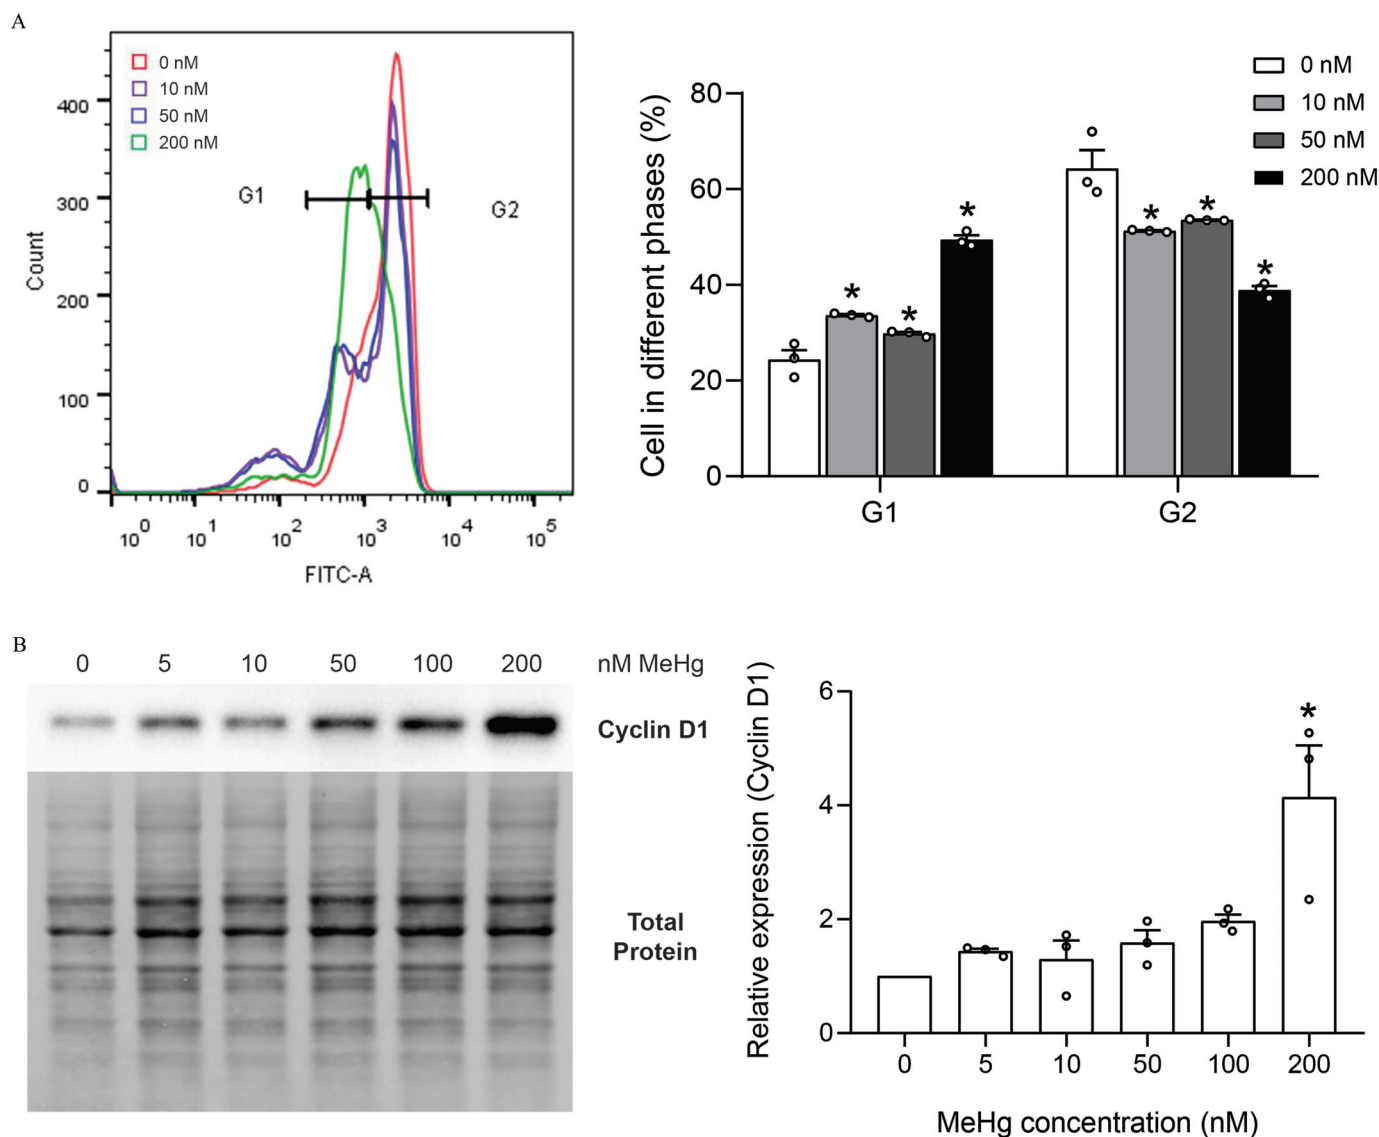 A
0 nM
10 nM
50 nM
200 nM
G1
G2
Count
400
300
200
100
0
10^0 10^1 10^2 10^3 10^4 10^5
FITC-A
0 nM
10 nM
50 nM
200 nM
Cell in different phases (%)
80
60
40
20
0
* * * * * *
G1 G2
B
0 5 10 50 100 200 nM MeHg
Cyclin D1
Total
Protein
Relative expression (Cyclin D1)
6
4
2
0
*
0 5 10 50 100 200
MeHg concentration (nM)